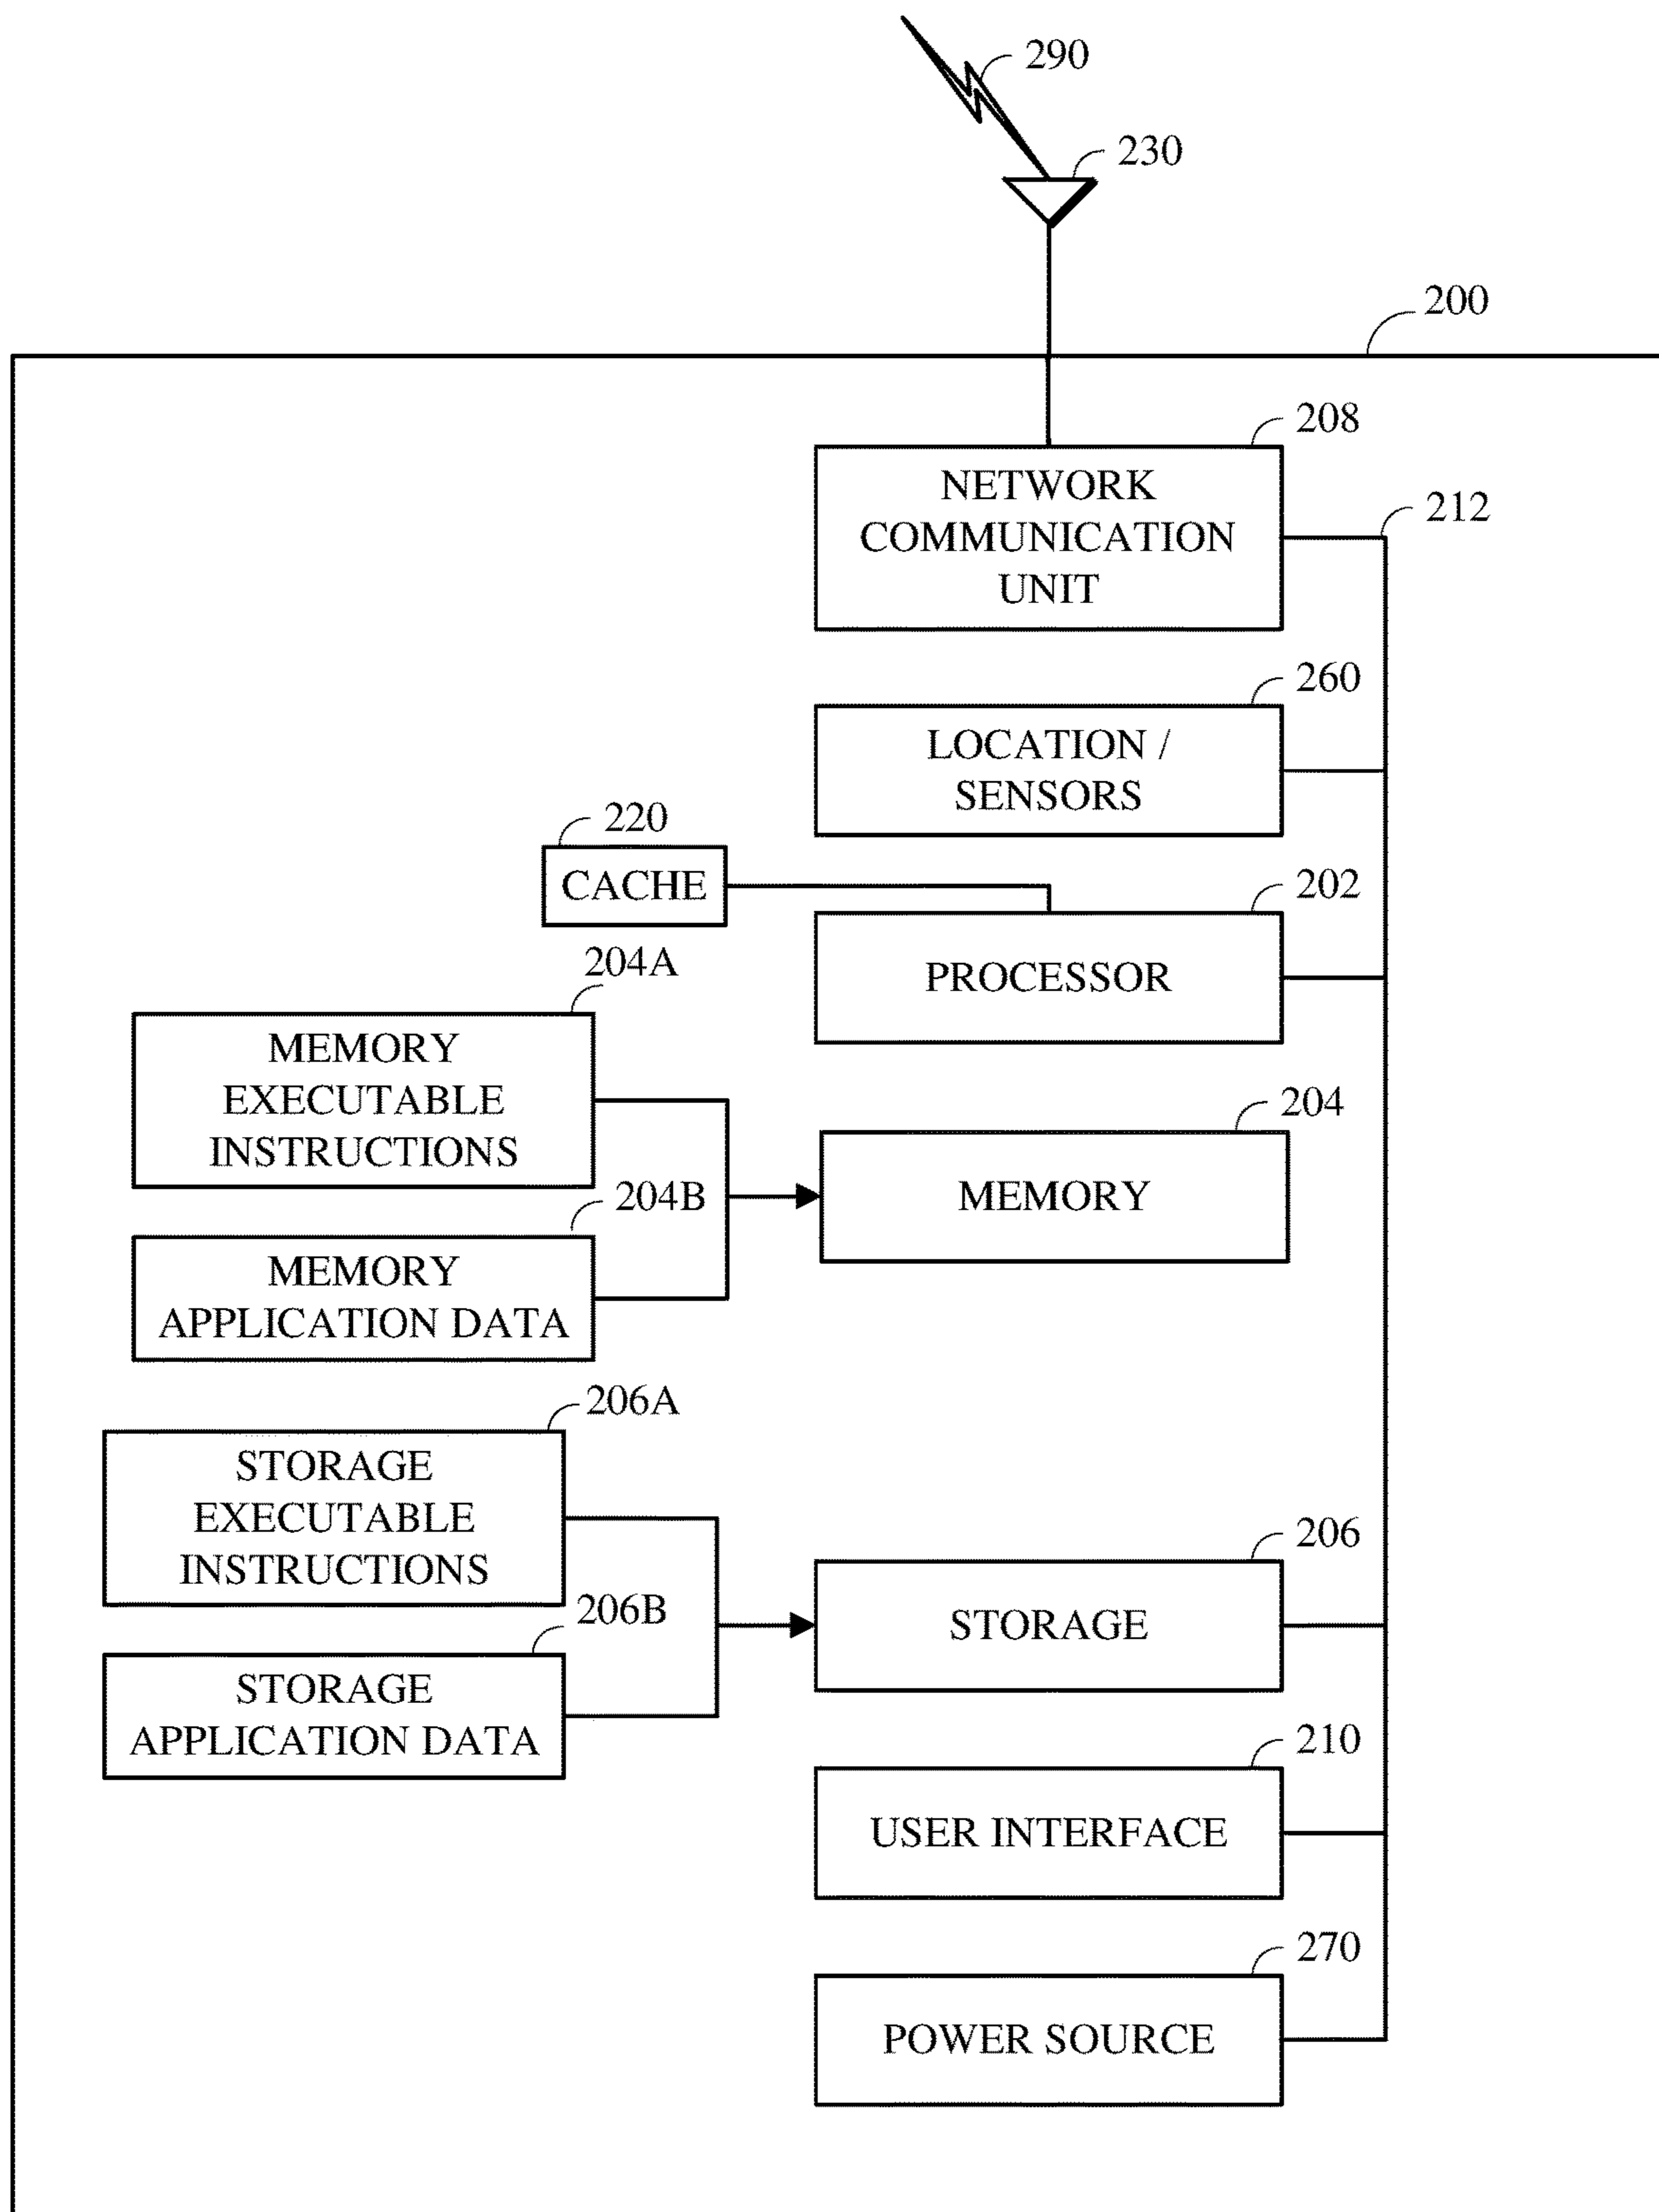 290
230
200
208
NETWORK
COMMUNICATION
UNIT
212
260
LOCATION /
SENSORS
220
CACHE
202
PROCESSOR
204A
MEMORY
EXECUTABLE
INSTRUCTIONS
204
MEMORY
204B
MEMORY
APPLICATION DATA
206A
STORAGE
EXECUTABLE
INSTRUCTIONS
206
STORAGE
206B
STORAGE
APPLICATION DATA
210
USER INTERFACE
270
POWER SOURCE